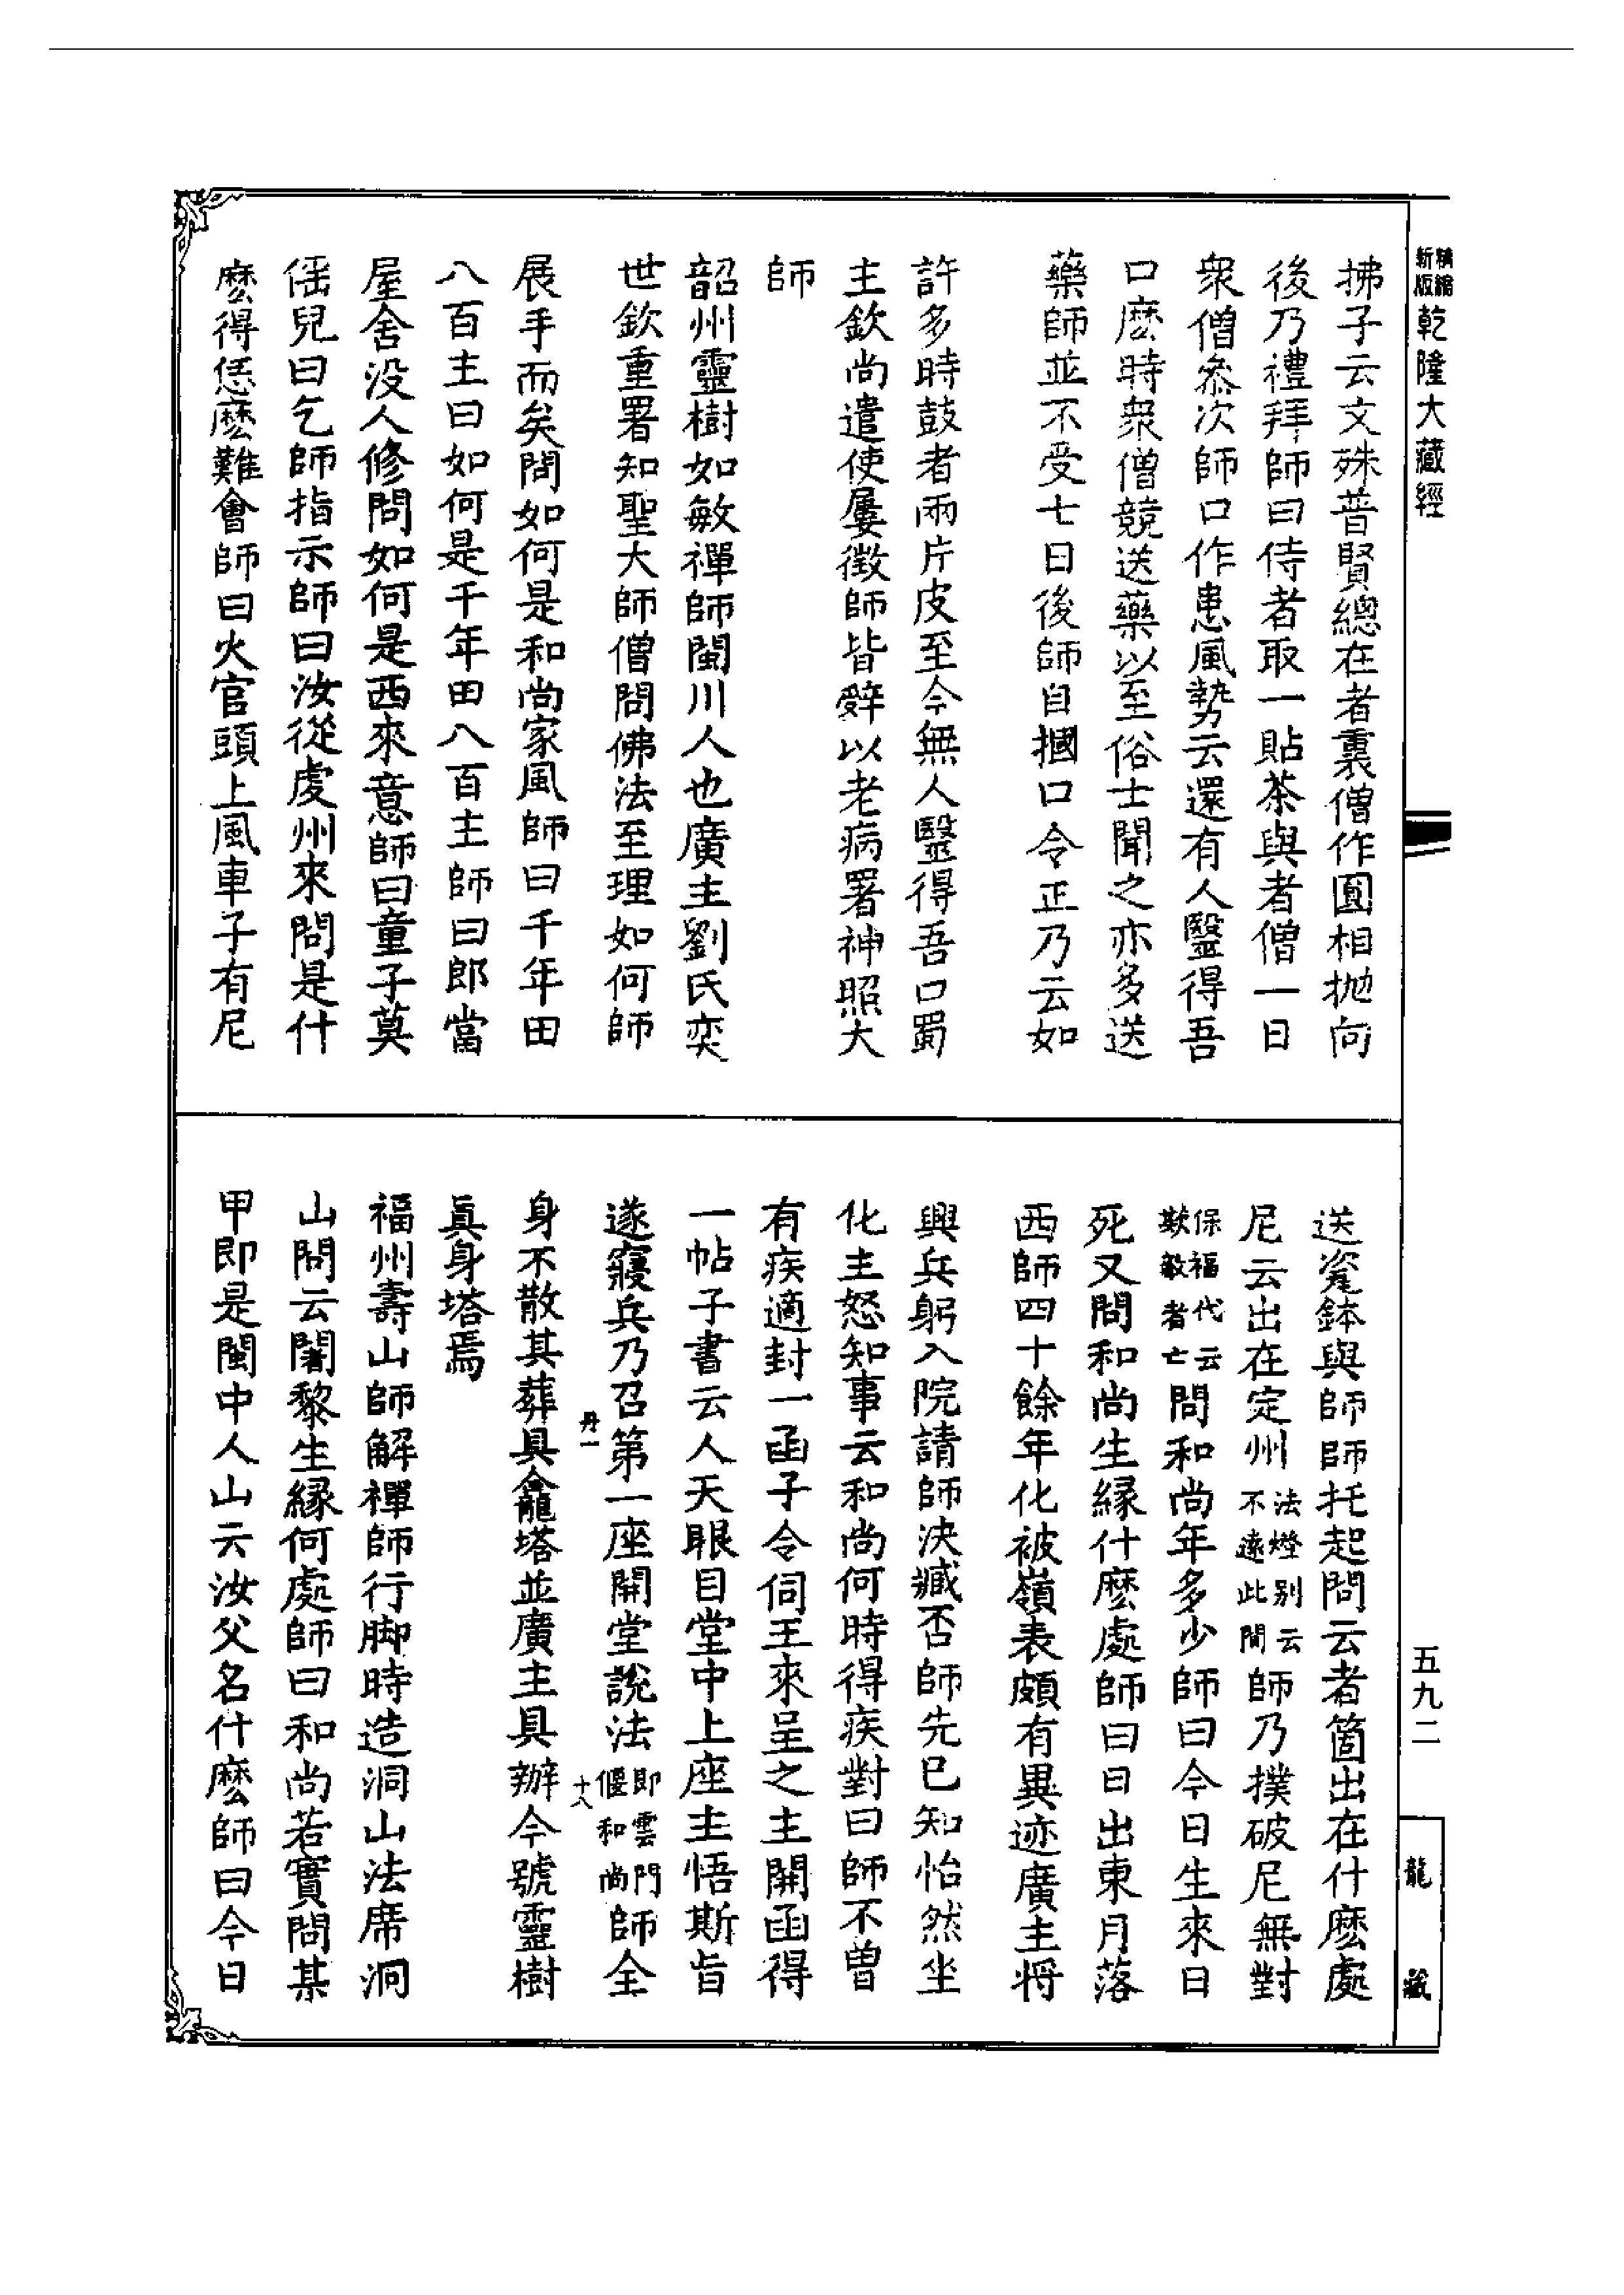 精縮
新版
乾隆大藏經
拂子云文殊普賢總在者裏僧作圓相抛向
後乃禮拜師曰侍者取一貼茶與者僧一日
衆僧叅次師口作患風勢云還有人醫得吾
口麼時衆僧競送藥以至俗士聞之亦多送
藥師並不受七日後師自摑口令正乃云如
許多時鼓者兩片皮至今無人醫得吾口蜀
主欽尚遣使屢徴師皆辤以老病署神照大
師
韶州靈樹如敏禪師閩川人也廣主劉氏奕
世欽重署知聖大師僧問佛法至理如何師
展手而矣問如何是和尚家風師曰千年田
八百主曰如何是千年田八百主師曰郎當
屋舍没人修問如何是西來意師曰童子莫
傜兒曰乞師指示師曰汝從虔州來問是什
麽得恁麽難會師曰火官頭上風車子有尼
送瓷鉢與師師托起問云者箇出在什麽處
尼云出在定州法燈别云不遠此間師乃撲破尼無對
保福代云欺敵者亡問和尚年多少師曰今日生來日
死又問和尚生緣什麽處師曰日出東月落
西師四十餘年化被嶺表頗有異迹廣主将
興兵躬入院請師決臧否師先已知怡然坐
化主怒知事云和尚何時得疾對曰師不曽
有疾適封一函子令伺王來呈之主開函得
一帖子書云人天眼目堂中上座主悟斯旨
遂寢兵乃召第一座開堂說法即雲門偃和尚師全
丹一
十八
身不散其葬具龕塔並廣主具辦今號靈樹
眞身塔焉
福州壽山師解禪師行脚時造洞山法席洞
山問云闍黎生緣何處師曰和尚若實問某
甲即是閩中人山云汝父名什麽師曰今日
五九二
龍藏